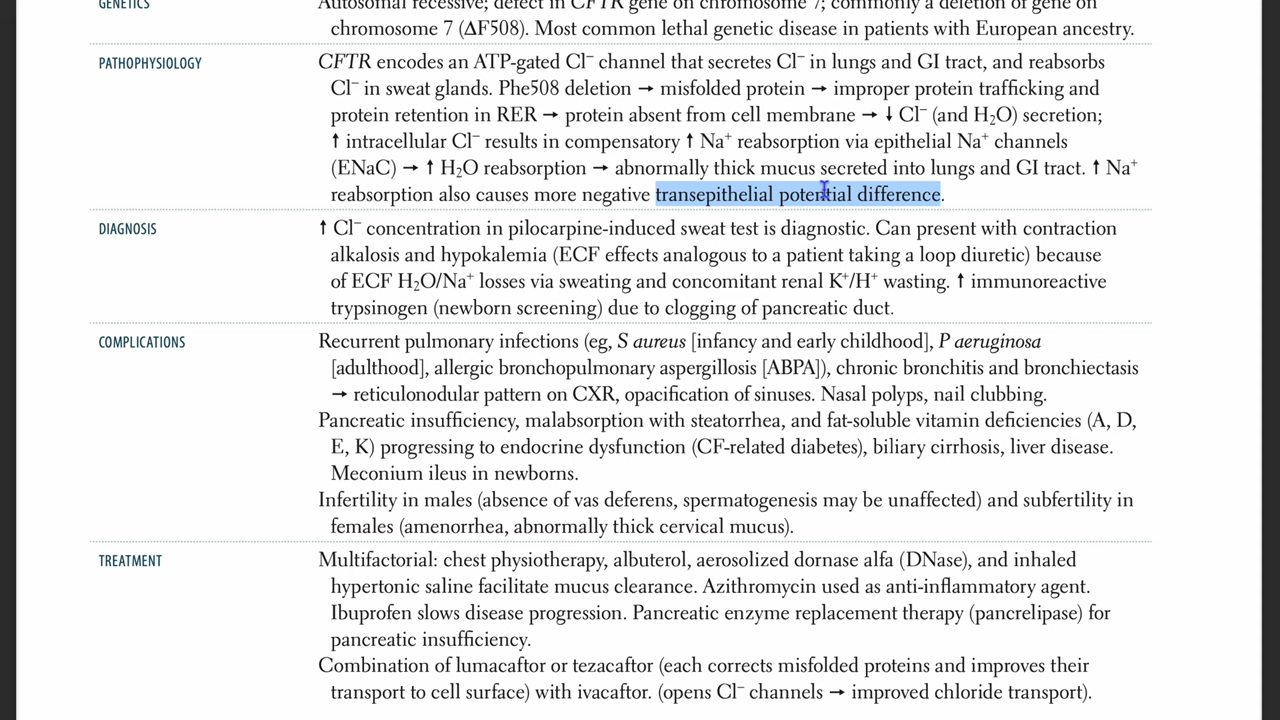 GENETICS
Autosomal recessive; defect in CFTR gene on chromosome 7; commonly a deletion of gene on
chromosome 7 (ΔF508). Most common lethal genetic disease in patients with European ancestry.
PATHOPHYSIOLOGY
CFTR encodes an ATP-gated Cl⁻ channel that secretes Cl⁻ in lungs and GI tract, and reabsorbs
Cl⁻ in sweat glands. Phe508 deletion → misfolded protein → improper protein trafficking and
protein retention in RER → protein absent from cell membrane → ↓ Cl⁻ (and H₂O) secretion;
↑ intracellular Cl⁻ results in compensatory ↑ Na⁺ reabsorption via epithelial Na⁺ channels
(ENaC) → ↑ H₂O reabsorption → abnormally thick mucus secreted into lungs and GI tract. ↑ Na⁺
reabsorption also causes more negative transepithelial potential difference.
DIAGNOSIS
↑ Cl⁻ concentration in pilocarpine-induced sweat test is diagnostic. Can present with contraction
alkalosis and hypokalemia (ECF effects analogous to a patient taking a loop diuretic) because
of ECF H₂O/Na⁺ losses via sweating and concomitant renal K⁺/H⁺ wasting. ↑ immunoreactive
trypsinogen (newborn screening) due to clogging of pancreatic duct.
COMPLICATIONS
Recurrent pulmonary infections (eg, S aureus [infancy and early childhood], P aeruginosa
[adulthood], allergic bronchopulmonary aspergillosis [ABPA]), chronic bronchitis and bronchiectasis
→ reticulonodular pattern on CXR, opacification of sinuses. Nasal polyps, nail clubbing.
Pancreatic insufficiency, malabsorption with steatorrhea, and fat-soluble vitamin deficiencies (A, D,
E, K) progressing to endocrine dysfunction (CF-related diabetes), biliary cirrhosis, liver disease.
Meconium ileus in newborns.
Infertility in males (absence of vas deferens, spermatogenesis may be unaffected) and subfertility in
females (amenorrhea, abnormally thick cervical mucus).
TREATMENT
Multifactorial: chest physiotherapy, albuterol, aerosolized dornase alfa (DNase), and inhaled
hypertonic saline facilitate mucus clearance. Azithromycin used as anti-inflammatory agent.
Ibuprofen slows disease progression. Pancreatic enzyme replacement therapy (pancrelipase) for
pancreatic insufficiency.
Combination of lumacaftor or tezacaftor (each corrects misfolded proteins and improves their
transport to cell surface) with ivacaftor. (opens Cl⁻ channels → improved chloride transport).